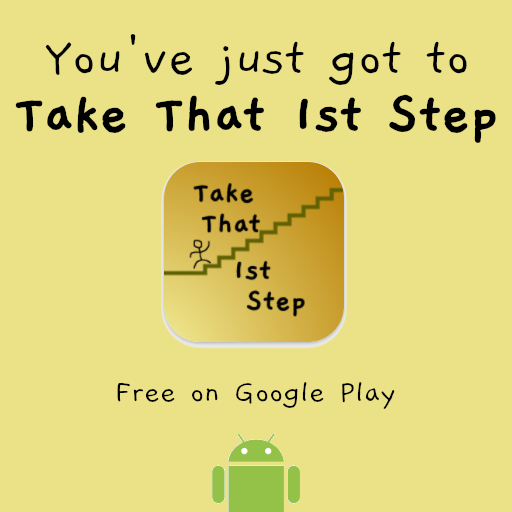 You've just got to
Take That 1st Step
Take
That
1st
Step
Free on Google Play